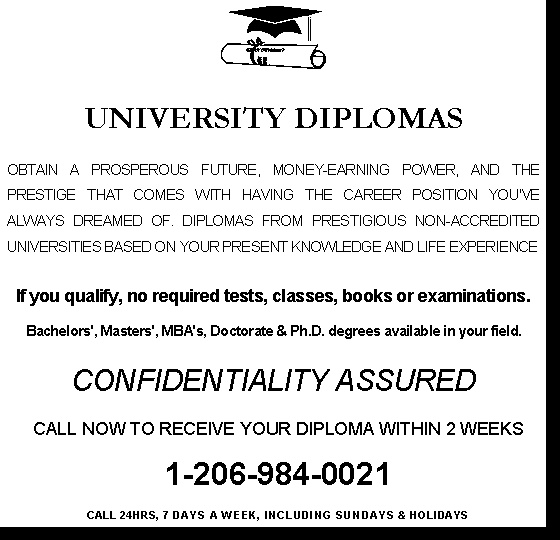 UNIVERSITY DIPLOMAS
OBTAIN A PROSPEROUS FUTURE, MONEY-EARNING POWER, AND THE
PRESTIGE THAT COMES WITH HAVING THE CAREER POSITION YOU'VE
ALWAYS DREAMED OF. DIPLOMAS FROM PRESTIGIOUS NON-ACCREDITED
UNIVERSITIES BASED ON YOUR PRESENT KNOWLEDGE AND LIFE EXPERIENCE
If you qualify, no required tests, classes, books or examinations.
Bachelors', Masters', MBA's, Doctorate & Ph.D. degrees available in your field.
CONFIDENTIALITY ASSURED
CALL NOW TO RECEIVE YOUR DIPLOMA WITHIN 2 WEEKS
1-206-984-0021
CALL 24HRS, 7 DAYS A WEEK, INCLUDING SUNDAYS & HOLIDAYS